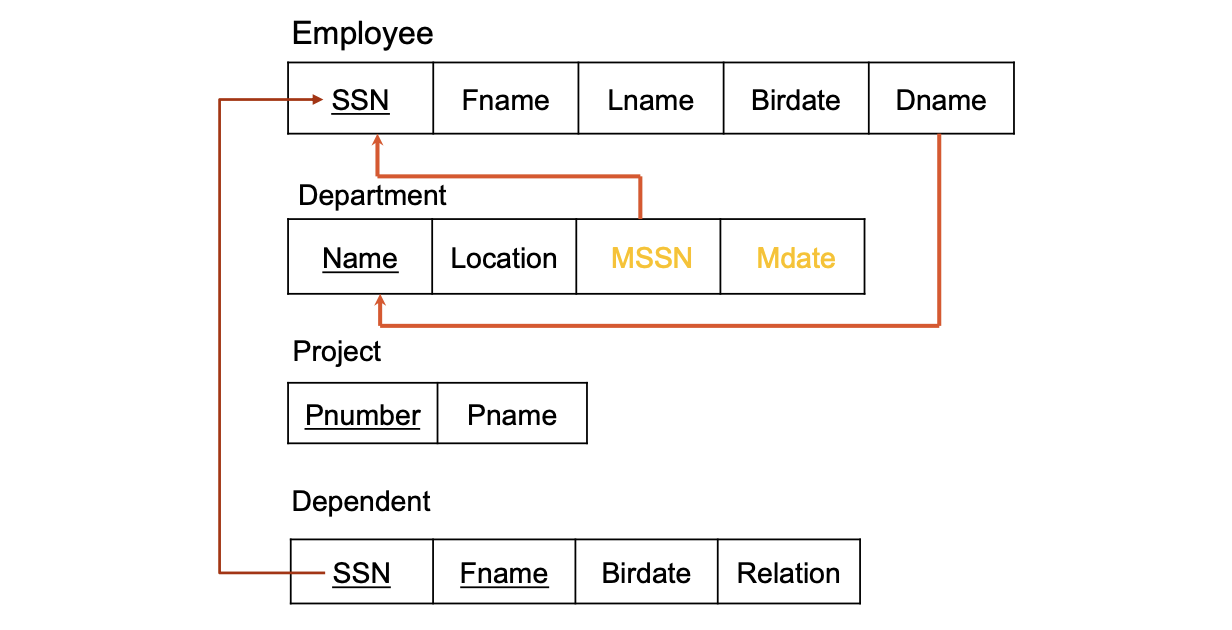 Employee
SSN Fname Lname Birdate Dname
Department
Name Location MSSN Mdate
Project
Pnumber Pname
Dependent
SSN Fname Birdate Relation